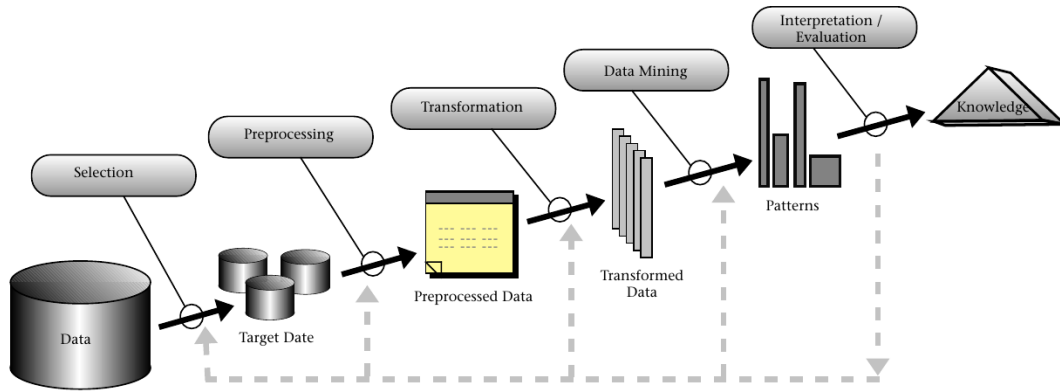 Interpretation /
Evaluation
Data Mining
Transformation
Preprocessing
Selection
Data
Target Date
Preprocessed Data
Transformed
Data
Patterns
Knowledge